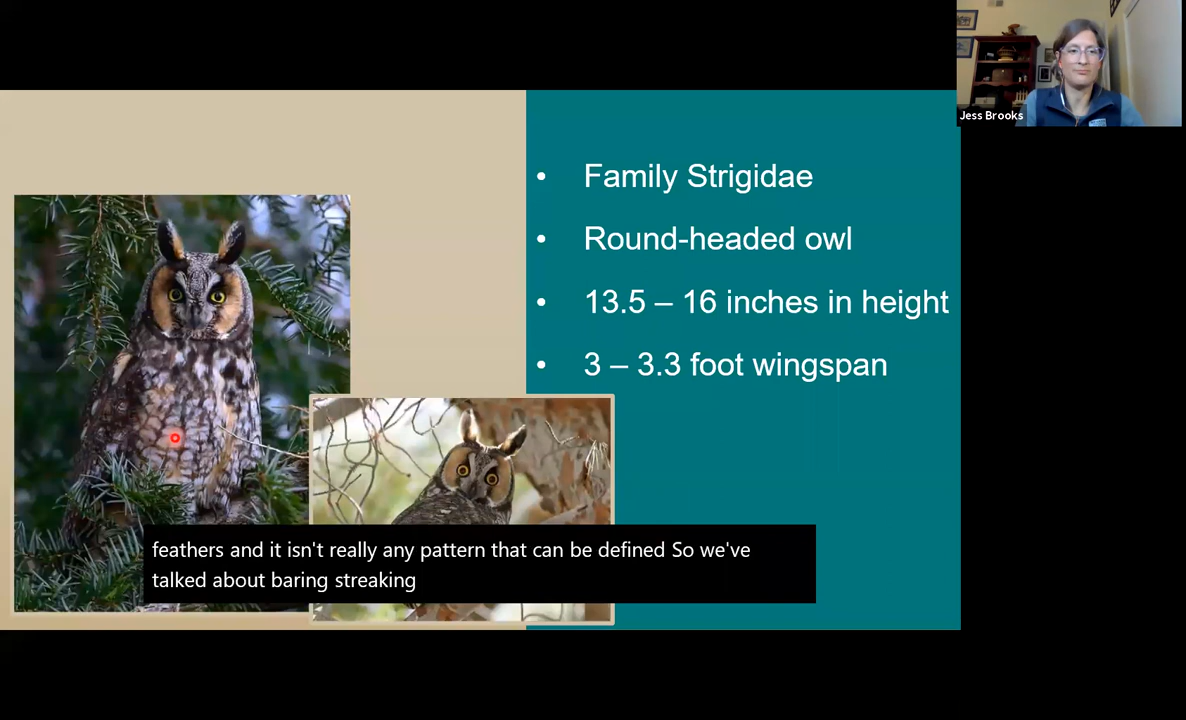 Jess Brooks
• Family Strigidae
• Round-headed owl
• 13.5 – 16 inches in height
• 3 – 3.3 foot wingspan
feathers and it isn't really any pattern that can be defined So we've
talked about baring streaking